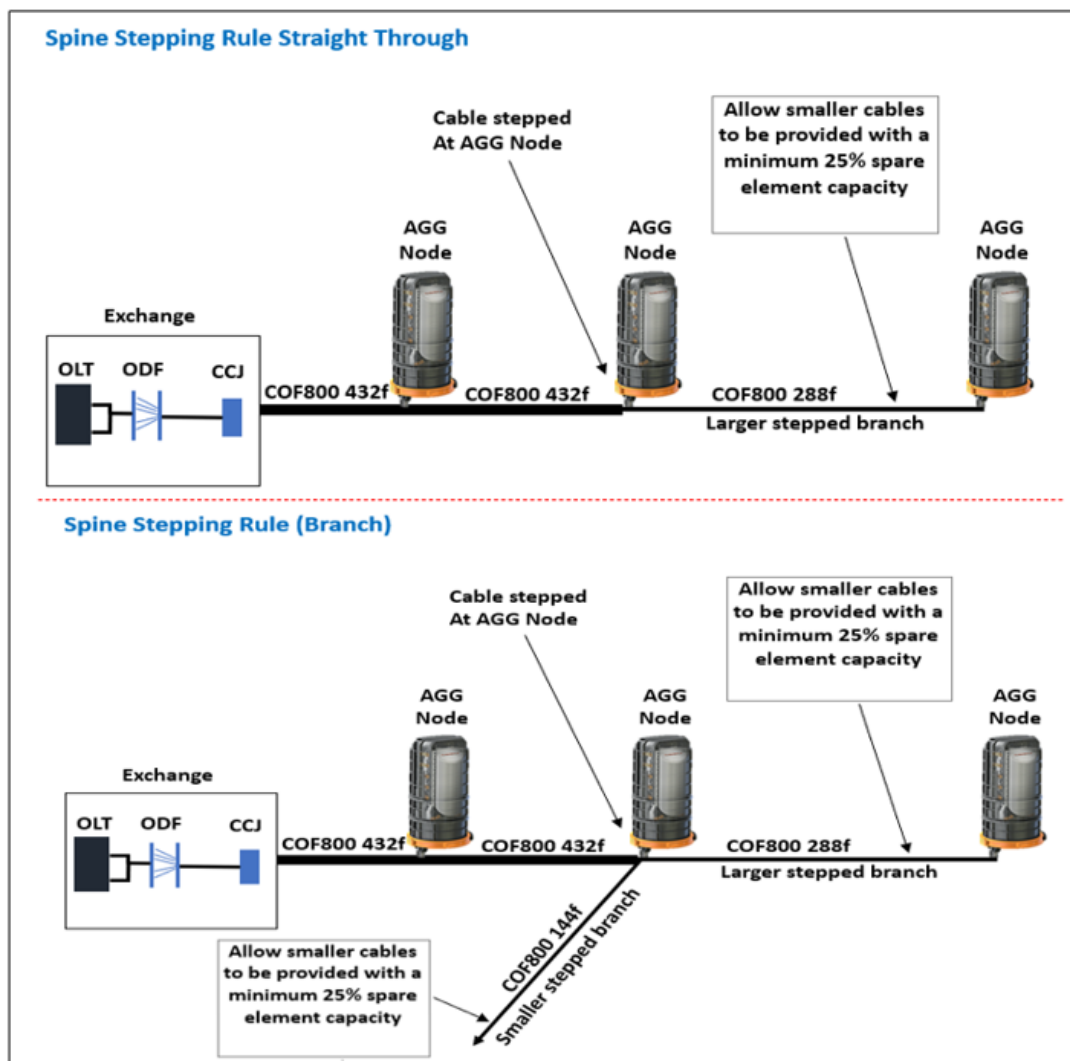 Spine Stepping Rule Straight Through
Cable stepped
At AGG Node
Allow smaller cables
to be provided with a
minimum 25% spare
element capacity
AGG
Node
AGG
Node
AGG
Node
Exchange
OLT
ODF
CCJ
COF800 432f
COF800 432f
COF800 288f
Larger stepped branch
Spine Stepping Rule (Branch)
Cable stepped
At AGG Node
Allow smaller cables
to be provided with a
minimum 25% spare
element capacity
AGG
Node
AGG
Node
AGG
Node
Exchange
OLT
ODF
CCJ
COF800 432f
COF800 432f
COF800 288f
Larger stepped branch
COF800 144f
Smaller stepped branch
Allow smaller cables
to be provided with a
minimum 25% spare
element capacity